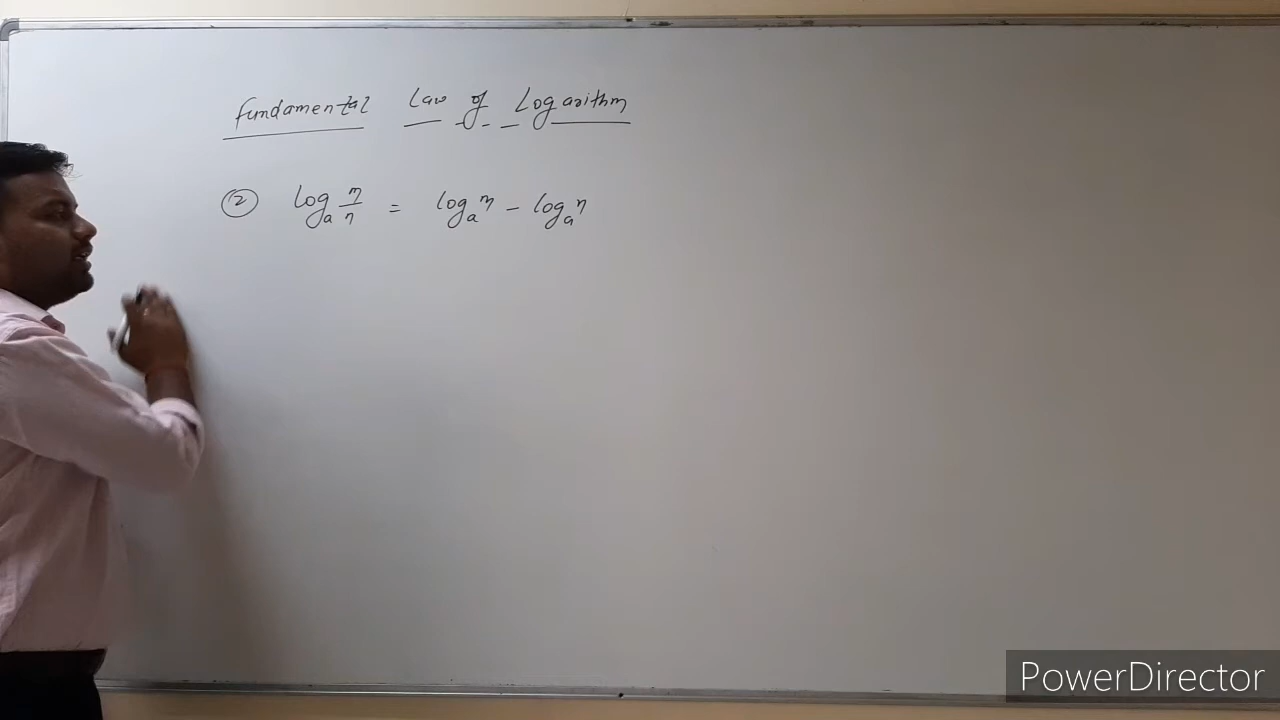 Fundamental Law of Logarithm
② log_a m/n = log_a m - log_a n
PowerDirector